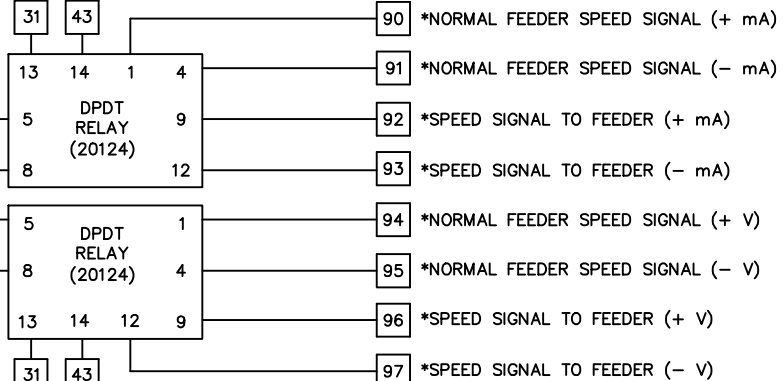 31 43 90 *NORMAL FEEDER SPEED SIGNAL (+ mA)
13 14 1 4 91 *NORMAL FEEDER SPEED SIGNAL (− mA)
DPDT
5 9 92 *SPEED SIGNAL TO FEEDER (+ mA)
RELAY
(20124)
8 12 93 *SPEED SIGNAL TO FEEDER (− mA)
5 1 94 *NORMAL FEEDER SPEED SIGNAL (+ V)
DPDT
RELAY
8 4 95 *NORMAL FEEDER SPEED SIGNAL (− V)
(20124)
13 14 12 9 96 *SPEED SIGNAL TO FEEDER (+ V)
31 43 97 *SPEED SIGNAL TO FEEDER (− V)